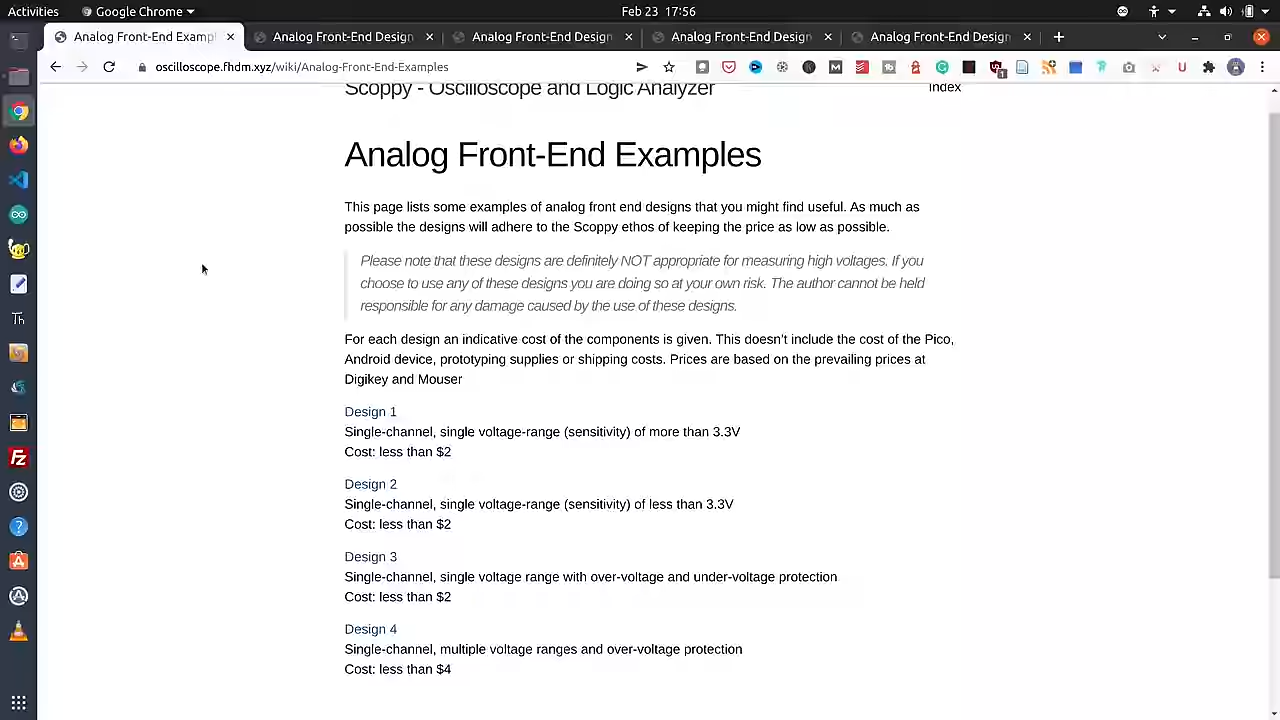 Activities
Google Chrome
Feb 23 17:56
Analog Front-End Exampl
Analog Front-End Design
Analog Front-End Design
Analog Front-End Design
Analog Front-End Design
oscilloscope.fhdm.xyz/wiki/Analog-Front-End-Examples
Scoppy - Oscilloscope and Logic Analyzer
Index
Analog Front-End Examples
This page lists some examples of analog front end designs that you might find useful. As much as
possible the designs will adhere to the Scoppy ethos of keeping the price as low as possible.
Please note that these designs are definitely NOT appropriate for measuring high voltages. If you
choose to use any of these designs you are doing so at your own risk. The author cannot be held
responsible for any damage caused by the use of these designs.
For each design an indicative cost of the components is given. This doesn't include the cost of the Pico,
Android device, prototyping supplies or shipping costs. Prices are based on the prevailing prices at
Digikey and Mouser
Design 1
Single-channel, single voltage-range (sensitivity) of more than 3.3V
Cost: less than $2
Design 2
Single-channel, single voltage-range (sensitivity) of less than 3.3V
Cost: less than $2
Design 3
Single-channel, single voltage range with over-voltage and under-voltage protection
Cost: less than $2
Design 4
Single-channel, multiple voltage ranges and over-voltage protection
Cost: less than $4